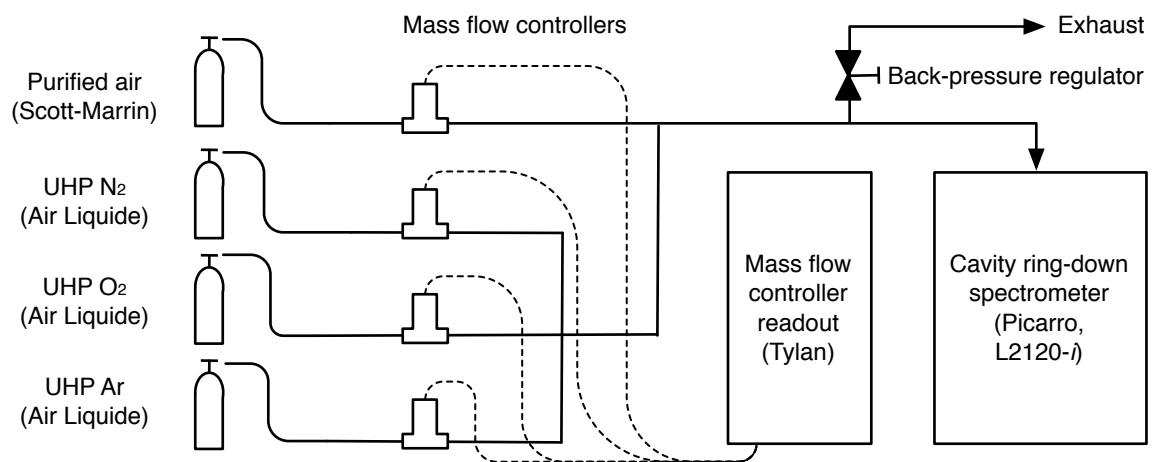 Mass flow controllers
Exhaust
Back-pressure regulator
Purified air
(Scott-Marrin)
UHP N₂
(Air Liquide)
UHP O₂
(Air Liquide)
UHP Ar
(Air Liquide)
Mass flow
controller
readout
(Tylan)
Cavity ring-down
spectrometer
(Picarro,
L2120-i)